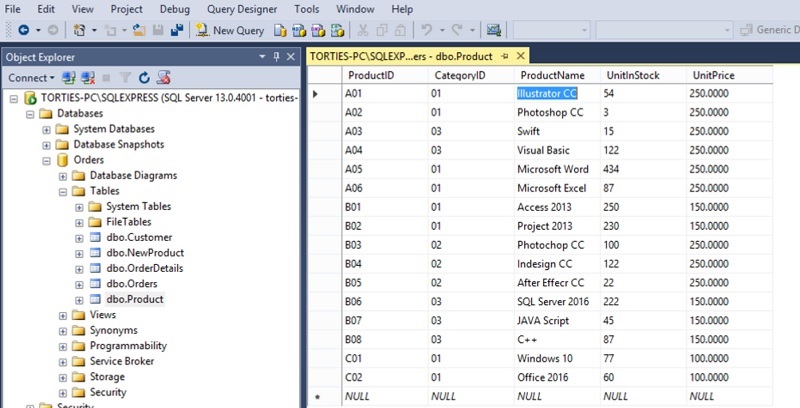 File Edit View Project Debug Query Designer Tools Window Help
New Query
Generic D
Object Explorer
Connect
TORTIES-PC\SQLEXPRESS (SQL Server 13.0.4001 - torties-
Databases
System Databases
Database Snapshots
Orders
Database Diagrams
Tables
System Tables
FileTables
dbo.Customer
dbo.NewProduct
dbo.OrderDetails
dbo.Orders
dbo.Product
Views
Synonyms
Programmability
Service Broker
Storage
Security
Security
TORTIES-PC\SQLEXP...ers - dbo.Product
ProductID CateqoryID ProductName UnitInStock UnitPrice
A01 01 Illustrator CC 54 250.0000
A02 01 Photoshop CC 3 250.0000
A03 03 Swift 15 250.0000
A04 03 Visual Basic 122 250.0000
A05 01 Microsoft Word 434 250.0000
A06 01 Microsoft Excel 87 250.0000
B01 01 Access 2013 250 150.0000
B02 01 Project 2013 230 150.0000
B03 02 Photochop CC 100 250.0000
B04 02 Indesign CC 122 250.0000
B05 02 After Effecr CC 22 250.0000
B06 03 SQL Server 2016 222 150.0000
B07 03 JAVA Script 45 150.0000
B08 03 C++ 87 150.0000
C01 01 Windows 10 77 100.0000
C02 01 Office 2016 60 100.0000
NULL NULL NULL NULL NULL